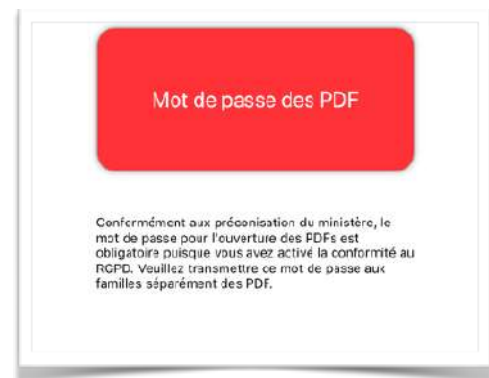 Mot de passe des PDF
Conformément aux préconisation du ministère, le
mot de passe pour l'ouverture des PDFs est
obligatoire puisque vous avez activé la conformité au
RGPD. Veuillez transmettre ce mot de passe aux
familles séparément des PDF.